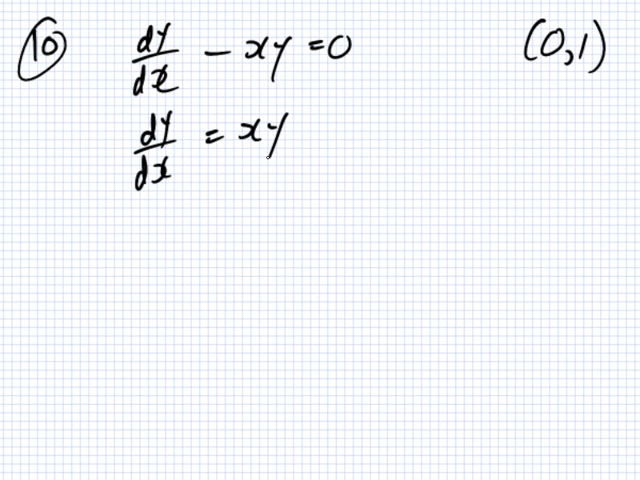 10 dy/dx - xy = 0 (0,1)
dy/dx = xy